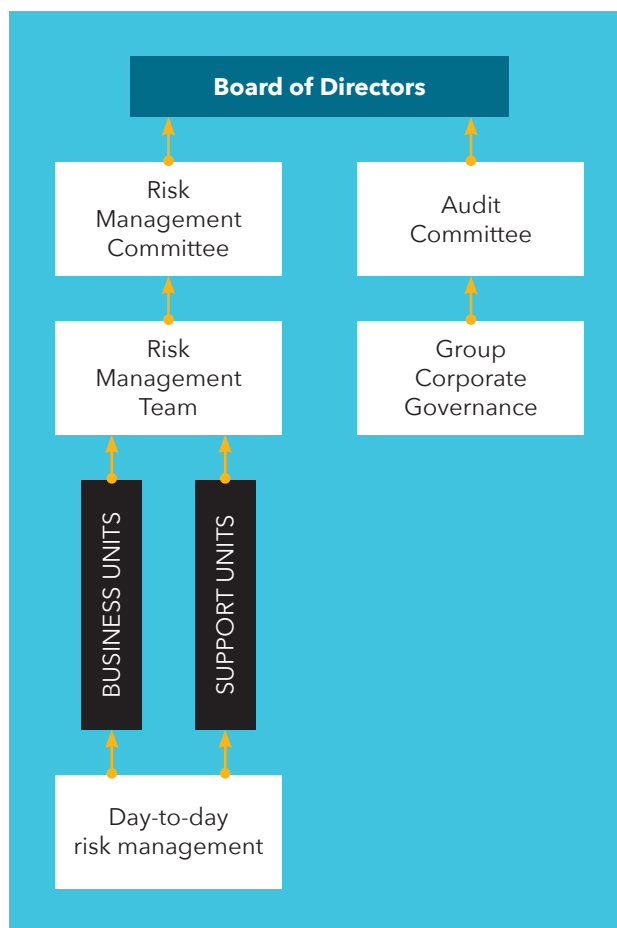 Board of Directors
Risk
Management
Committee
Audit
Committee
Risk
Management
Team
Group
Corporate
Governance
BUSINESS UNITS
SUPPORT UNITS
Day-to-day
risk management